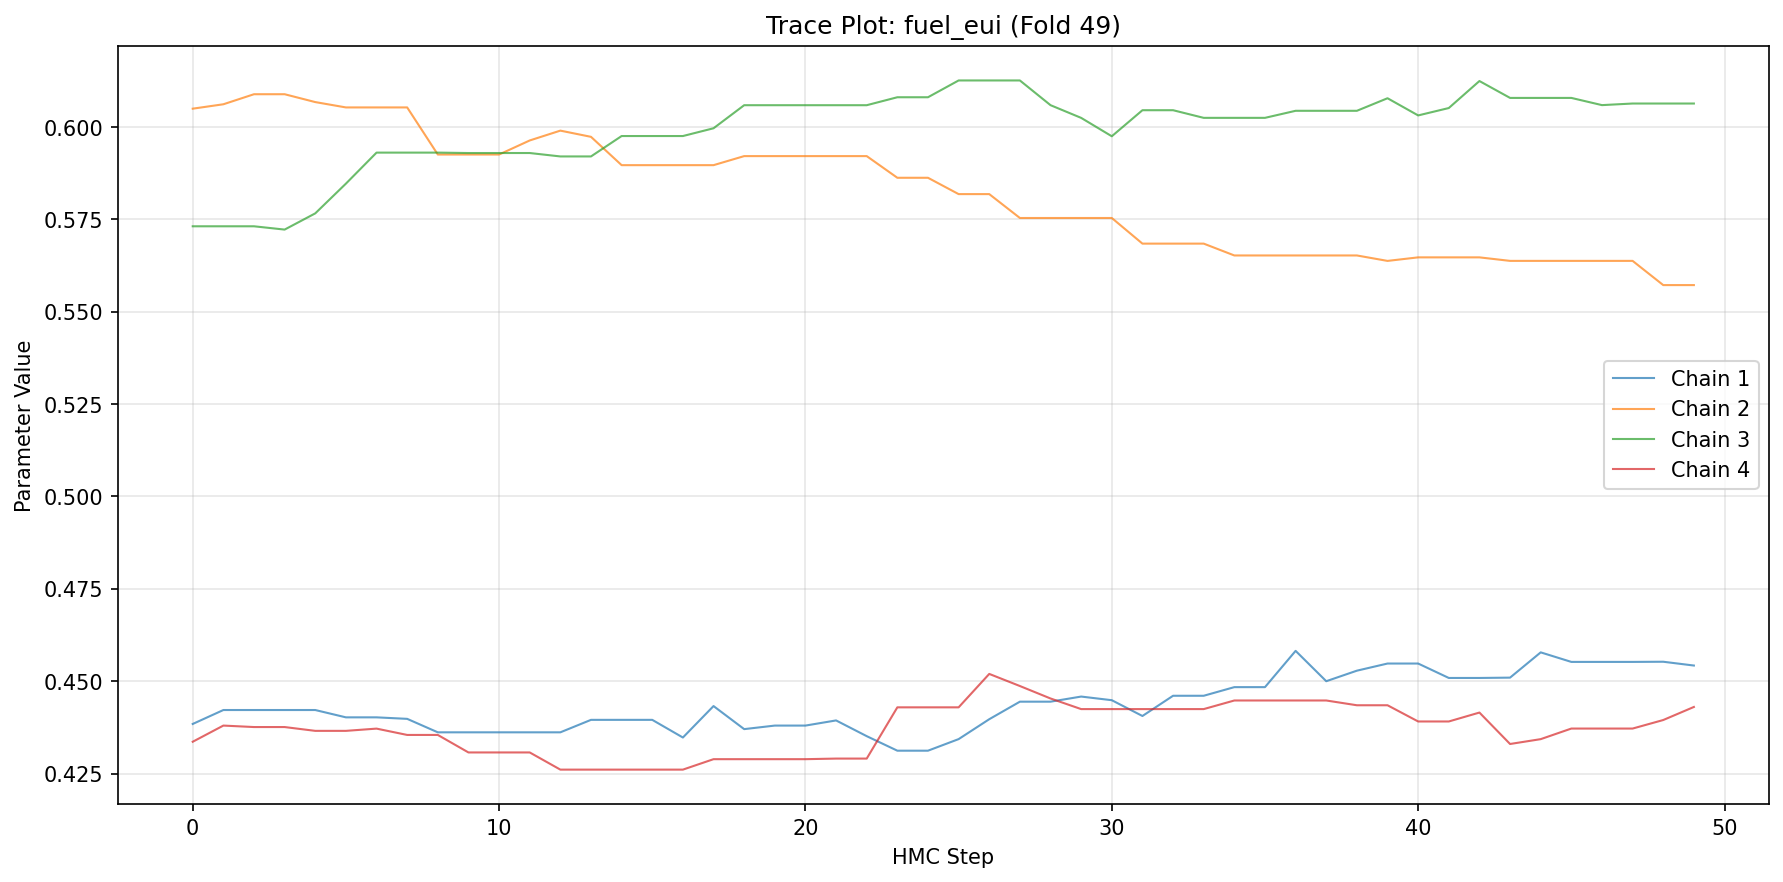 Trace Plot: fuel_eui (Fold 49)
Parameter Value
0.600
0.575
0.550
0.525
0.500
0.475
0.450
0.425
Chain 1
Chain 2
Chain 3
Chain 4
0 10 20 30 40 50
HMC Step